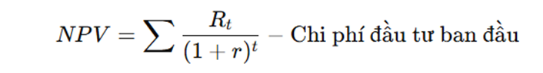 NPV = ∑ R_t / (1 + r)^t − Chi phí đầu tư ban đầu